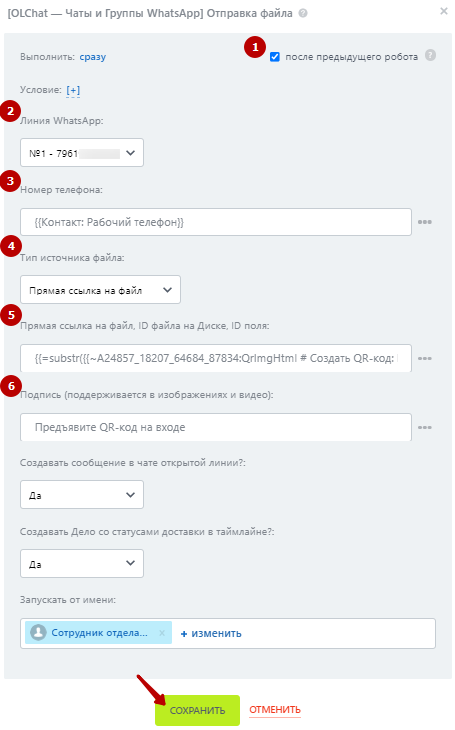 [OLChat — Чаты и Группы WhatsApp] Отправка файла ?
×
1
Выполнить: сразу
после предыдущего робота ?
Условие: [+]
2
Линия WhatsApp:
№1 - 7961
3
Номер телефона:
{{Контакт: Рабочий телефон}}
4
Тип источника файла:
Прямая ссылка на файл
5
Прямая ссылка на файл, ID файла на Диске, ID поля:
{{=substr({{~A24857_18207_64684_87834:QrImgHtml # Создать QR-код:
6
Подпись (поддерживается в изображениях и видео):
Предъявите QR-код на входе
Создавать сообщение в чате открытой линии?:
Да
Создавать Дело со статусами доставки в таймлайне?:
Да
Запускать от имени:
Сотрудник отдела... × + изменить
СОХРАНИТЬ ОТМЕНИТЬ